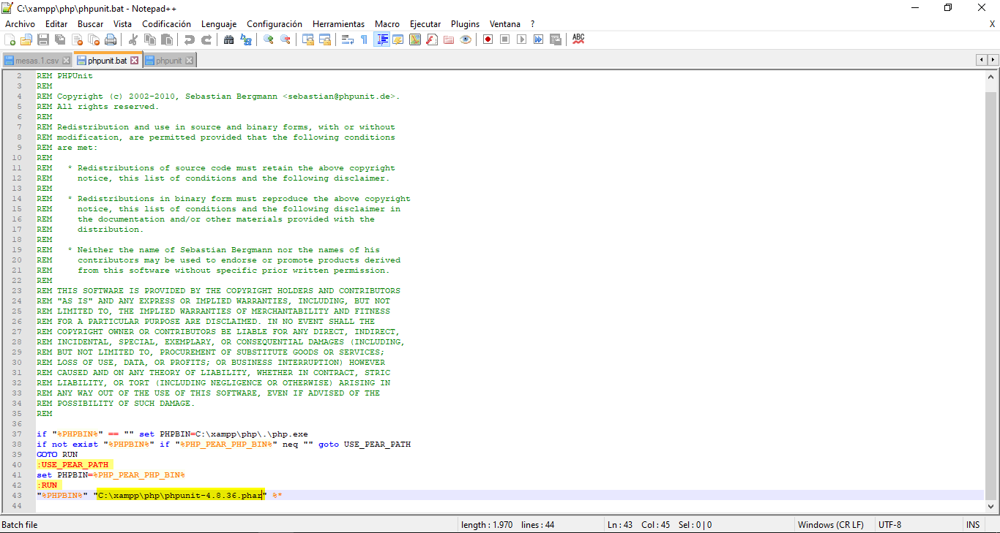 C:\xampp\php\phpunit.bat - Notepad++
Archivo Editar Buscar Vista Codificación Lenguaje Configuración Herramientas Macro Ejecutar Plugins Ventana ? X
ABC
mesas.1.csv phpunit.bat phpunit
2 REM PHPUnit
3 REM
4 REM Copyright (c) 2002-2010, Sebastian Bergmann <sebastian@phpunit.de>.
5 REM All rights reserved.
6 REM
7 REM Redistribution and use in source and binary forms, with or without
8 REM modification, are permitted provided that the following conditions
9 REM are met:
10 REM
11 REM   * Redistributions of source code must retain the above copyright
12 REM     notice, this list of conditions and the following disclaimer.
13 REM
14 REM   * Redistributions in binary form must reproduce the above copyright
15 REM     notice, this list of conditions and the following disclaimer in
16 REM     the documentation and/or other materials provided with the
17 REM     distribution.
18 REM
19 REM   * Neither the name of Sebastian Bergmann nor the names of his
20 REM     contributors may be used to endorse or promote products derived
21 REM     from this software without specific prior written permission.
22 REM
23 REM THIS SOFTWARE IS PROVIDED BY THE COPYRIGHT HOLDERS AND CONTRIBUTORS
24 REM "AS IS" AND ANY EXPRESS OR IMPLIED WARRANTIES, INCLUDING, BUT NOT
25 REM LIMITED TO, THE IMPLIED WARRANTIES OF MERCHANTABILITY AND FITNESS
26 REM FOR A PARTICULAR PURPOSE ARE DISCLAIMED. IN NO EVENT SHALL THE
27 REM COPYRIGHT OWNER OR CONTRIBUTORS BE LIABLE FOR ANY DIRECT, INDIRECT,
28 REM INCIDENTAL, SPECIAL, EXEMPLARY, OR CONSEQUENTIAL DAMAGES (INCLUDING,
29 REM BUT NOT LIMITED TO, PROCUREMENT OF SUBSTITUTE GOODS OR SERVICES;
30 REM LOSS OF USE, DATA, OR PROFITS; OR BUSINESS INTERRUPTION) HOWEVER
31 REM CAUSED AND ON ANY THEORY OF LIABILITY, WHETHER IN CONTRACT, STRIC
32 REM LIABILITY, OR TORT (INCLUDING NEGLIGENCE OR OTHERWISE) ARISING IN
33 REM ANY WAY OUT OF THE USE OF THIS SOFTWARE, EVEN IF ADVISED OF THE
34 REM POSSIBILITY OF SUCH DAMAGE.
35 REM
36
37 if "%PHPBIN%" == "" set PHPBIN=C:\xampp\php\.\php.exe
38 if not exist "%PHPBIN%" if "%PHP_PEAR_PHP_BIN%" neq "" goto USE_PEAR_PATH
39 GOTO RUN
40 :USE_PEAR_PATH
41 set PHPBIN=%PHP_PEAR_PHP_BIN%
42 :RUN
43 "%PHPBIN%" "C:\xampp\php\phpunit-4.8.36.phar" %*
44
Batch file length : 1.970 lines : 44 Ln : 43 Col : 45 Sel : 0 | 0 Windows (CR LF) UTF-8 INS